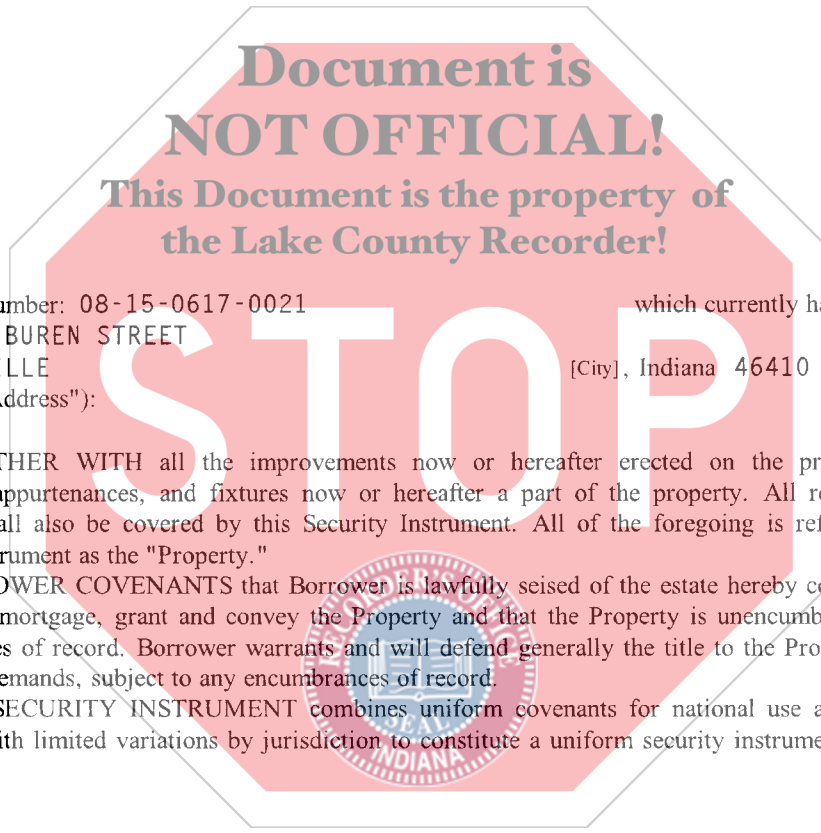 Document is
NOT OFFICIAL!
This Document is the property of
the Lake County Recorder!
umber: 08-15-0617-0021 which currently ha
BUREN STREET
LLE [City], Indiana 46410
Address"):
STOP
THER WITH all the improvements now or hereafter erected on the pr
appurtenances, and fixtures now or hereafter a part of the property. All re
all also be covered by this Security Instrument. All of the foregoing is ref
rument as the "Property."
OWER COVENANTS that Borrower is lawfully seised of the estate hereby co
mortgage, grant and convey the Property and that the Property is unencumb
es of record. Borrower warrants and will defend generally the title to the Pro
emands, subject to any encumbrances of record.
SECURITY INSTRUMENT combines uniform covenants for national use a
ith limited variations by jurisdiction to constitute a uniform security instrume
RECORDER'S OFFICE
SEAL
INDIANA